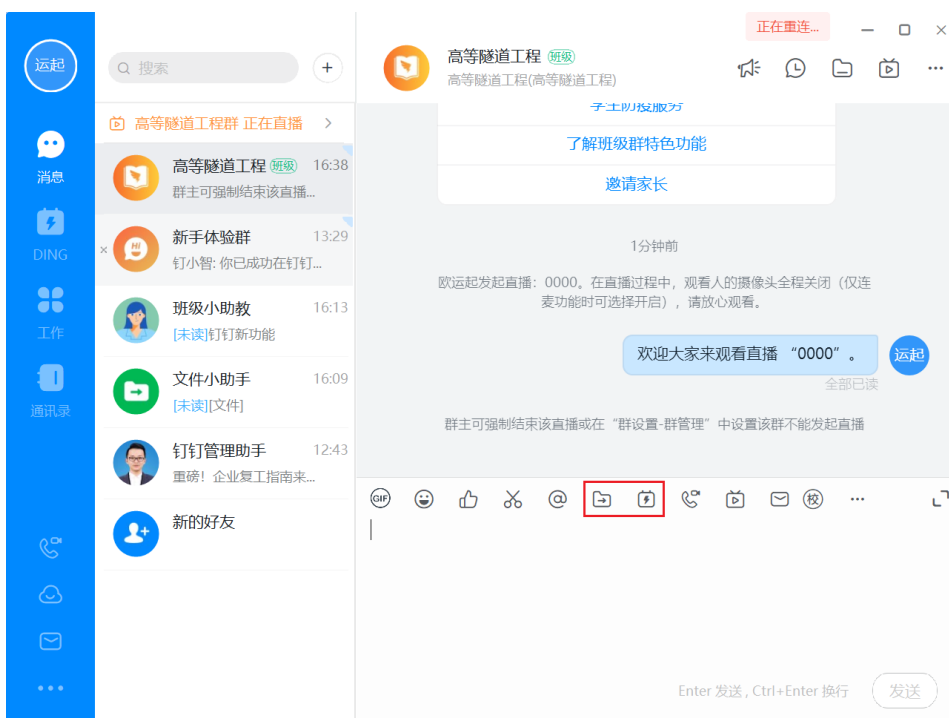 正在重连...
运起
搜索
高等隧道工程 班级
高等隧道工程(高等隧道工程)
高等隧道工程群 正在直播
学生防疫服务
了解班级群特色功能
邀请家长
消息
DING
工作
通讯录
高等隧道工程 班级 16:38
群主可强制结束该直播...
新手体验群 13:29
钉小智: 你已成功在钉钉...
班级小助教 16:13
[未读]钉钉新功能
文件小助手 16:09
[未读][文件]
钉钉管理助手 12:43
重磅！企业复工指南来...
新的好友
1分钟前
欧运起发起直播：0000。在直播过程中，观看人的摄像头全程关闭（仅连
麦功能时可选择开启），请放心观看。
欢迎大家来观看直播 “0000”。
运起
全部已读
群主可强制结束该直播或在“群设置-群管理”中设置该群不能发起直播
GIF
校
Enter 发送 , Ctrl+Enter 换行
发送